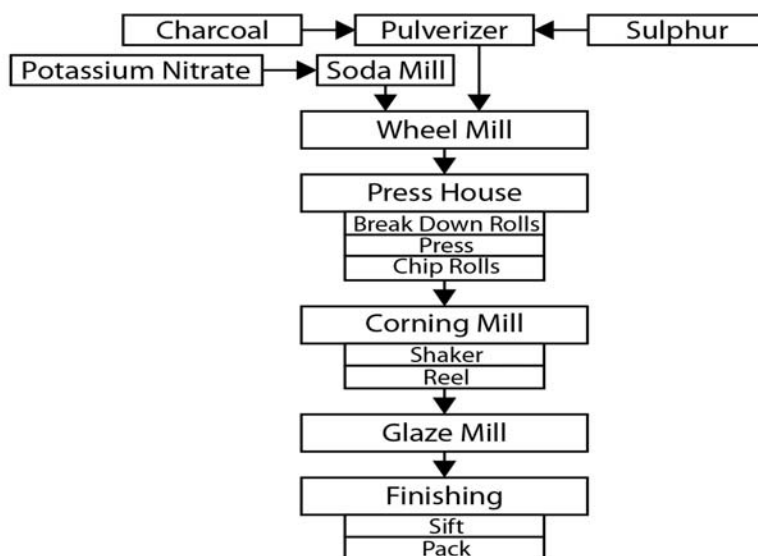 Charcoal
Pulverizer
Sulphur
Potassium Nitrate
Soda Mill
Wheel Mill
Press House
Break Down Rolls
Press
Chip Rolls
Corning Mill
Shaker
Reel
Glaze Mill
Finishing
Sift
Pack